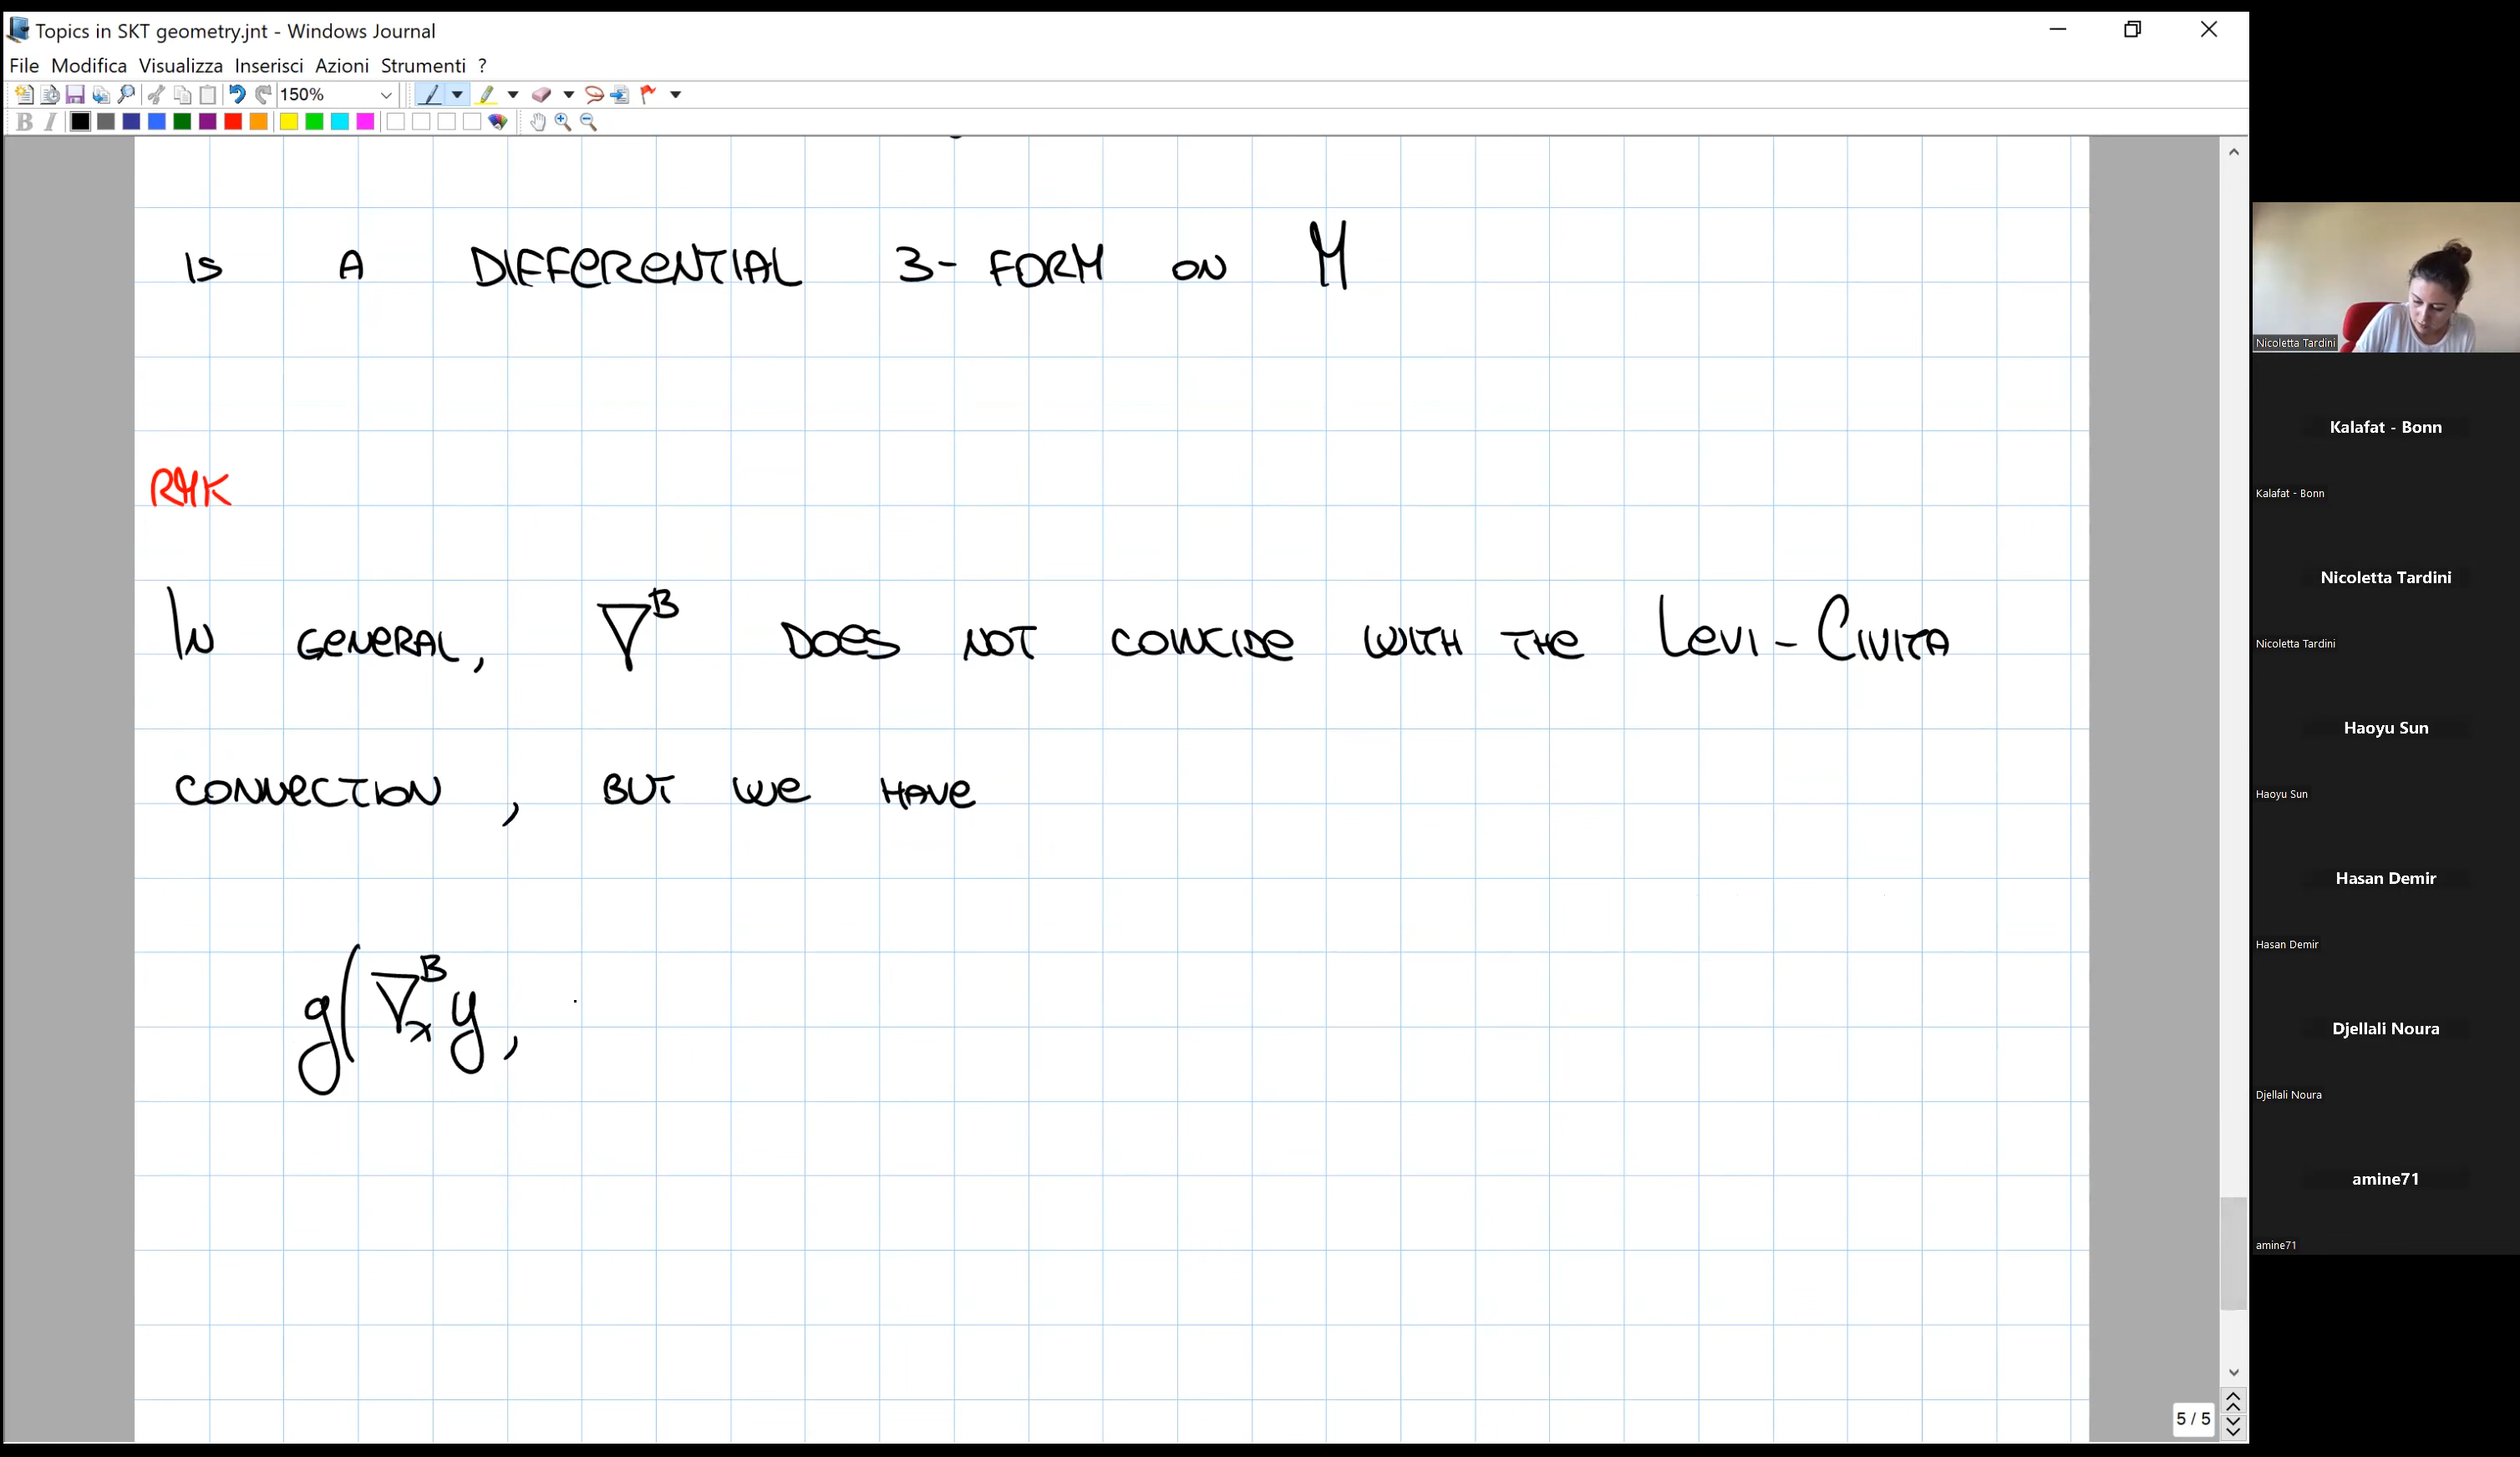 Topics in SKT geometry.jnt - Windows Journal
File Modifica Visualizza Inserisci Azioni Strumenti ?
150%
B I
IS A DIFFERENTIAL 3-FORM ON M
RMK
IN GENERAL, ∇^B DOES NOT COINCIDE WITH THE LEVI-CIVITA
CONNECTION, BUT WE HAVE
g(∇^B_x y,
5 / 5
Nicoletta Tardini
Kalafat - Bonn
Kalafat - Bonn
Nicoletta Tardini
Nicoletta Tardini
Haoyu Sun
Haoyu Sun
Hasan Demir
Hasan Demir
Djellali Noura
Djellali Noura
amine71
amine71